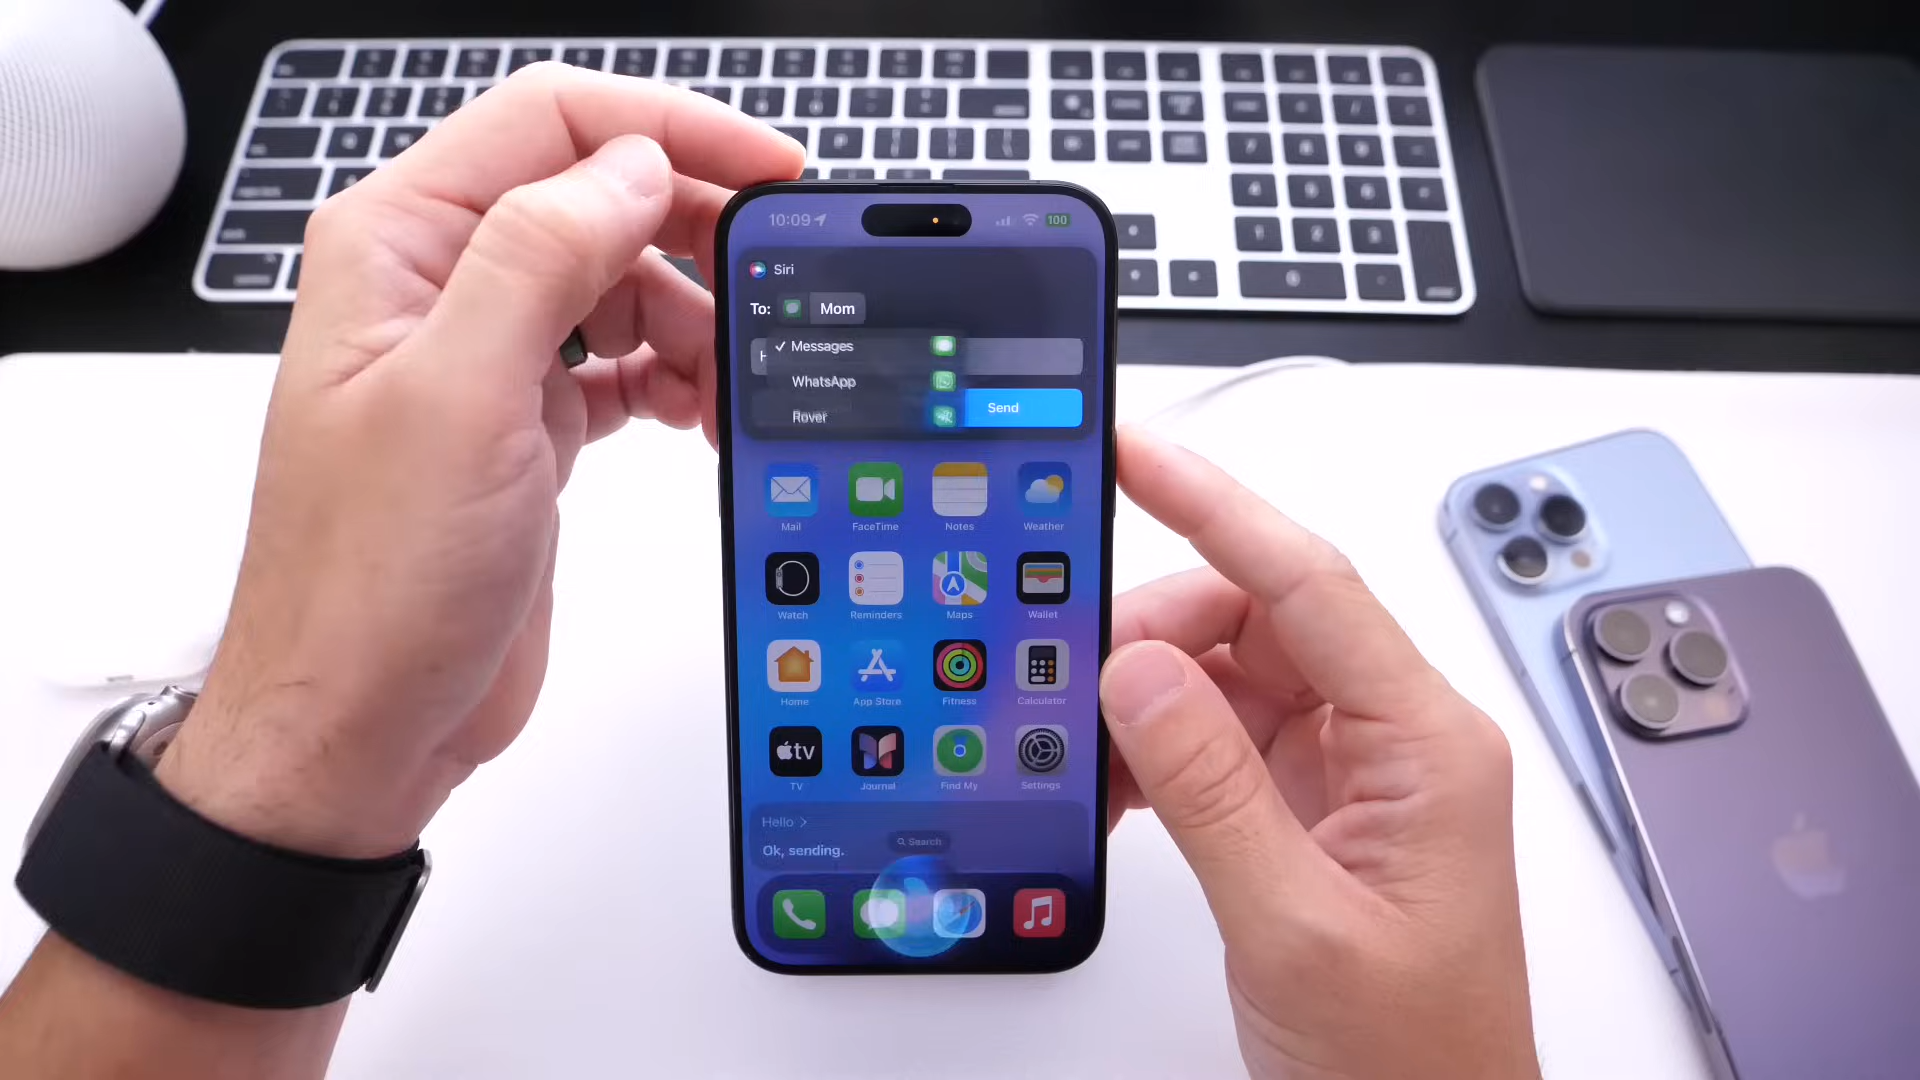 10:09
100
Siri
To: Mom
Messages
WhatsApp
Rover
Send
Mail FaceTime Notes Weather
Watch Reminders Maps Wallet
Home App Store Fitness Calculator
tv
TV Journal Find My Settings
Hello >
Search
Ok, sending.